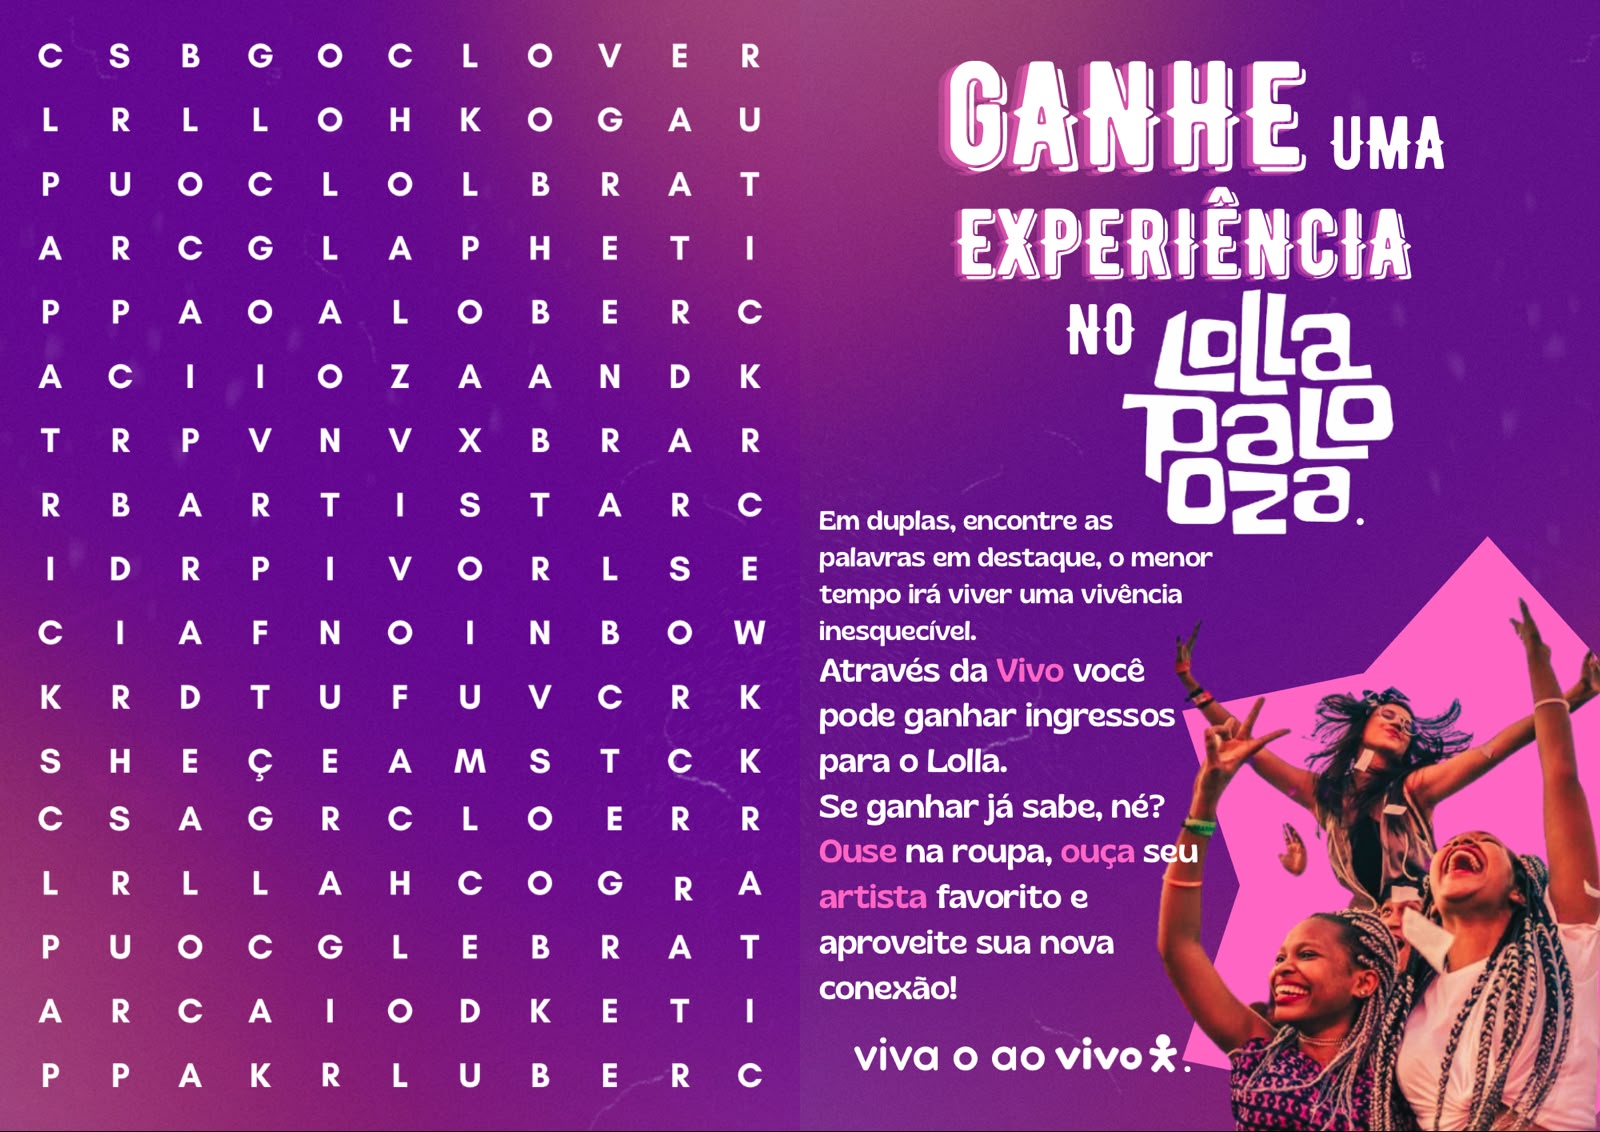 C S B G O C L O V E R
L R L L O H K O G A U
P U O C L O L B R A T
A R C G L A P H E T I
P P A O A L O B E R C
A C I I O Z A A N D K
T R P V N V X B R A R
R B A R T I S T A R C
I D R P I V O R L S E
C I A F N O I N B O W
K R D T U F U V C R K
S H E Ç E A M S T C K
C S A G R C L O E R R
L R L L A H C O G R A
P U O C G L E B R A T
A R C A I O D K E T I
P P A K R L U B E R C
GANHE UMA
EXPERIÊNCIA
NO Lolla
Palo
oza.
Em duplas, encontre as
palavras em destaque, o menor
tempo irá viver uma vivência
inesquecível.
Através da Vivo você
pode ganhar ingressos
para o Lolla.
Se ganhar já sabe, né?
Ouse na roupa, ouça seu
artista favorito e
aproveite sua nova
conexão!
viva o ao vivo.